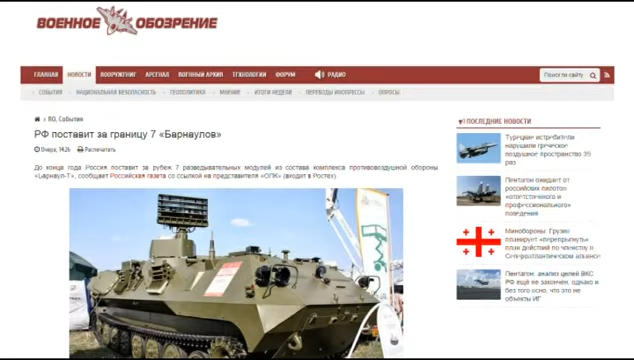 ВОЕННОЕ ОБОЗРЕНИЕ
ГЛАВНАЯ НОВОСТИ ВООРУЖЕНИЕ АРСЕНАЛ ВОЕННЫЙ АРХИВ ТЕХНОЛОГИИ ФОРУМ РАДИО
Поиск по сайту
СОБЫТИЯ НАЦИОНАЛЬНАЯ БЕЗОПАСНОСТЬ ГЕОПОЛИТИКА МНЕНИЕ ИТОГИ НЕДЕЛИ ПЕРЕВОДЫ ИНОПРЕССЫ ОПРОСЫ
» ВО, События
РФ поставит за границу 7 «Барнаулов»
Вчера, 14:26 Распечатать
До конца года Россия поставит за рубеж 7 разведывательных модулей из состава комплекса противовоздушной обороны
«Барнаул-Т», сообщает Российская газета со ссылкой на представителя «ОПК» (входит в Ростех).
ПОСЛЕДНИЕ НОВОСТИ
Турецкие истребители
нарушили греческое
воздушное пространство 35
раз
Пентагон ожидает от
российских пилотов
«ответственного и
профессионального»
поведения
Минобороны: Грузия
планирует «перепрыгнуть»
план действий по членству в
Североатлантическом альянсе
Пентагон: анализ целей ВКС
РФ ещё не закончен, однако и
без того ясно, что это не
объекты ИГ